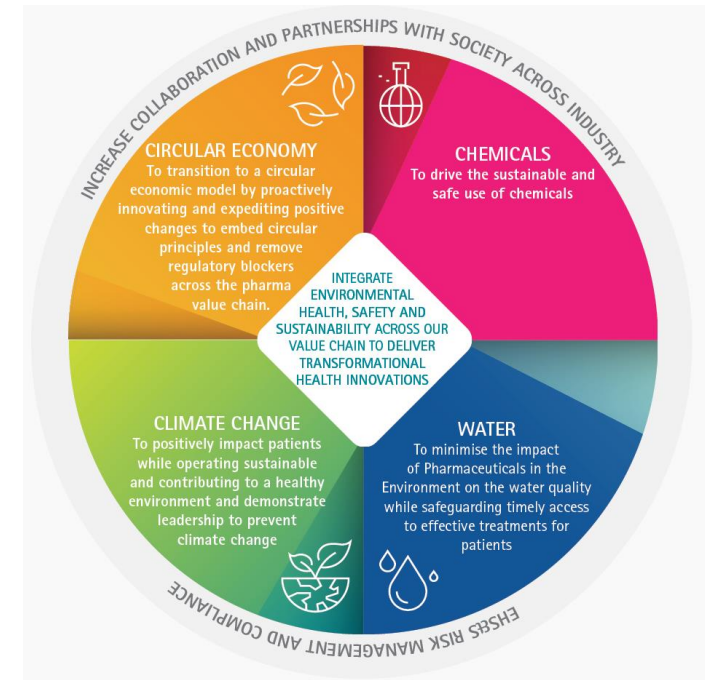 INCREASE COLLABORATION AND PARTNERSHIPS WITH SOCIETY ACROSS INDUSTRY
CIRCULAR ECONOMY
To transition to a circular
economic model by proactively
innovating and expediting positive
changes to embed circular
principles and remove
regulatory blockers
across the pharma
value chain.
CHEMICALS
To drive the sustainable and
safe use of chemicals
INTEGRATE
ENVIRONMENTAL
HEALTH, SAFETY AND
SUSTAINABILITY ACROSS OUR
VALUE CHAIN TO DELIVER
TRANSFORMATIONAL
HEALTH INNOVATIONS
CLIMATE CHANGE
To positively impact patients
while operating sustainable
and contributing to a healthy
environment and demonstrate
leadership to prevent
climate change
WATER
To minimise the impact
of Pharmaceuticals in the
Environment on the water quality
while safeguarding timely access
to effective treatments for
patients
EHS&S RISK MANAGEMENT AND COMPLIANCE